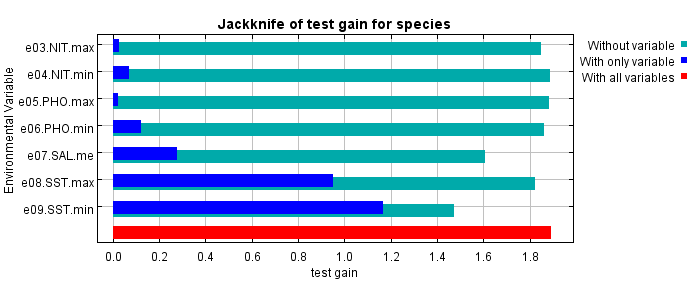 Jackknife of test gain for species
Environmental Variable
e03.NIT.max
e04.NIT.min
e05.PHO.max
e06.PHO.min
e07.SAL.me
e08.SST.max
e09.SST.min
0.0 0.2 0.4 0.6 0.8 1.0 1.2 1.4 1.6 1.8
test gain
Without variable
With only variable
With all variables